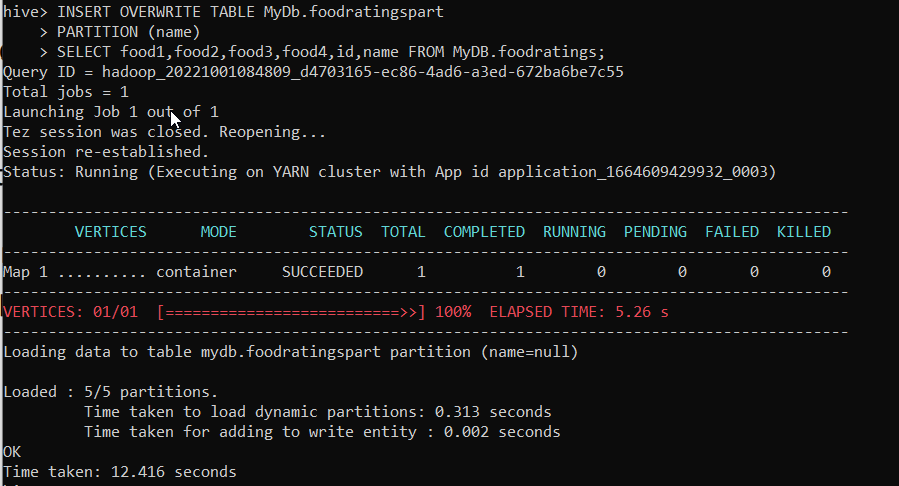 hive> INSERT OVERWRITE TABLE MyDb.foodratingspart
> PARTITION (name)
> SELECT food1,food2,food3,food4,id,name FROM MyDB.foodratings;
Query ID = hadoop_20221001084809_d4703165-ec86-4ad6-a3ed-672ba6be7c55
Total jobs = 1
Launching Job 1 out of 1
Tez session was closed. Reopening...
Session re-established.
Status: Running (Executing on YARN cluster with App id application_1664609429932_0003)
----------------------------------------------------------------------------------------------
VERTICES MODE STATUS TOTAL COMPLETED RUNNING PENDING FAILED KILLED
----------------------------------------------------------------------------------------------
Map 1 .......... container SUCCEEDED 1 1 0 0 0 0
----------------------------------------------------------------------------------------------
VERTICES: 01/01 [==========================>>] 100% ELAPSED TIME: 5.26 s
----------------------------------------------------------------------------------------------
Loading data to table mydb.foodratingspart partition (name=null)
Loaded : 5/5 partitions.
Time taken to load dynamic partitions: 0.313 seconds
Time taken for adding to write entity : 0.002 seconds
OK
Time taken: 12.416 seconds